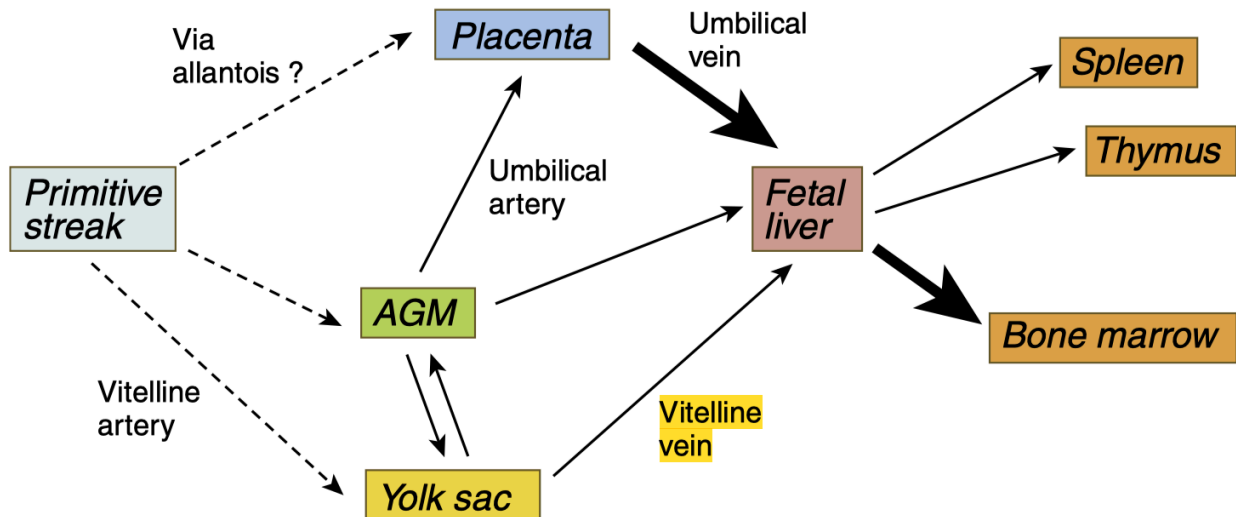 Via
allantois ?
Placenta
Umbilical
vein
Spleen
Thymus
Primitive
streak
Umbilical
artery
Fetal
liver
AGM
Bone marrow
Vitelline
artery
Vitelline
vein
Yolk sac